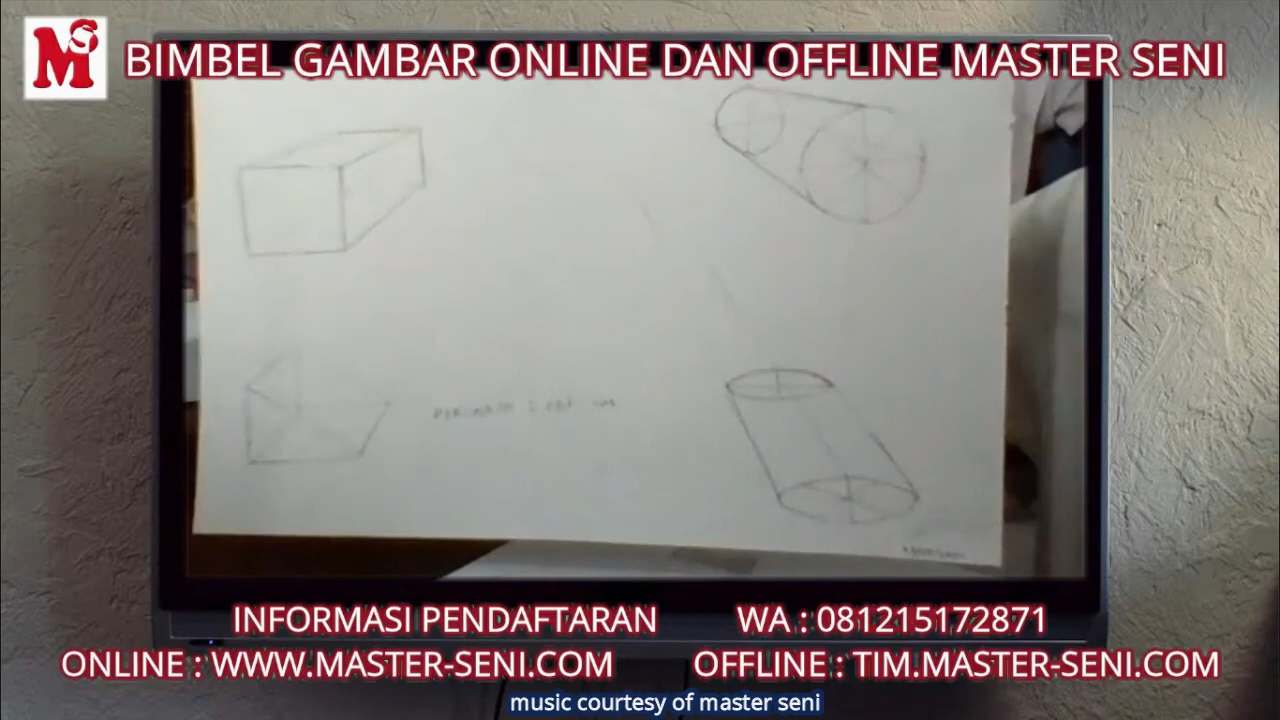 MS
BIMBEL GAMBAR ONLINE DAN OFFLINE MASTER SENI
INFORMASI PENDAFTARAN
WA : 081215172871
ONLINE : WWW.MASTER-SENI.COM
OFFLINE : TIM.MASTER-SENI.COM
music courtesy of master seni